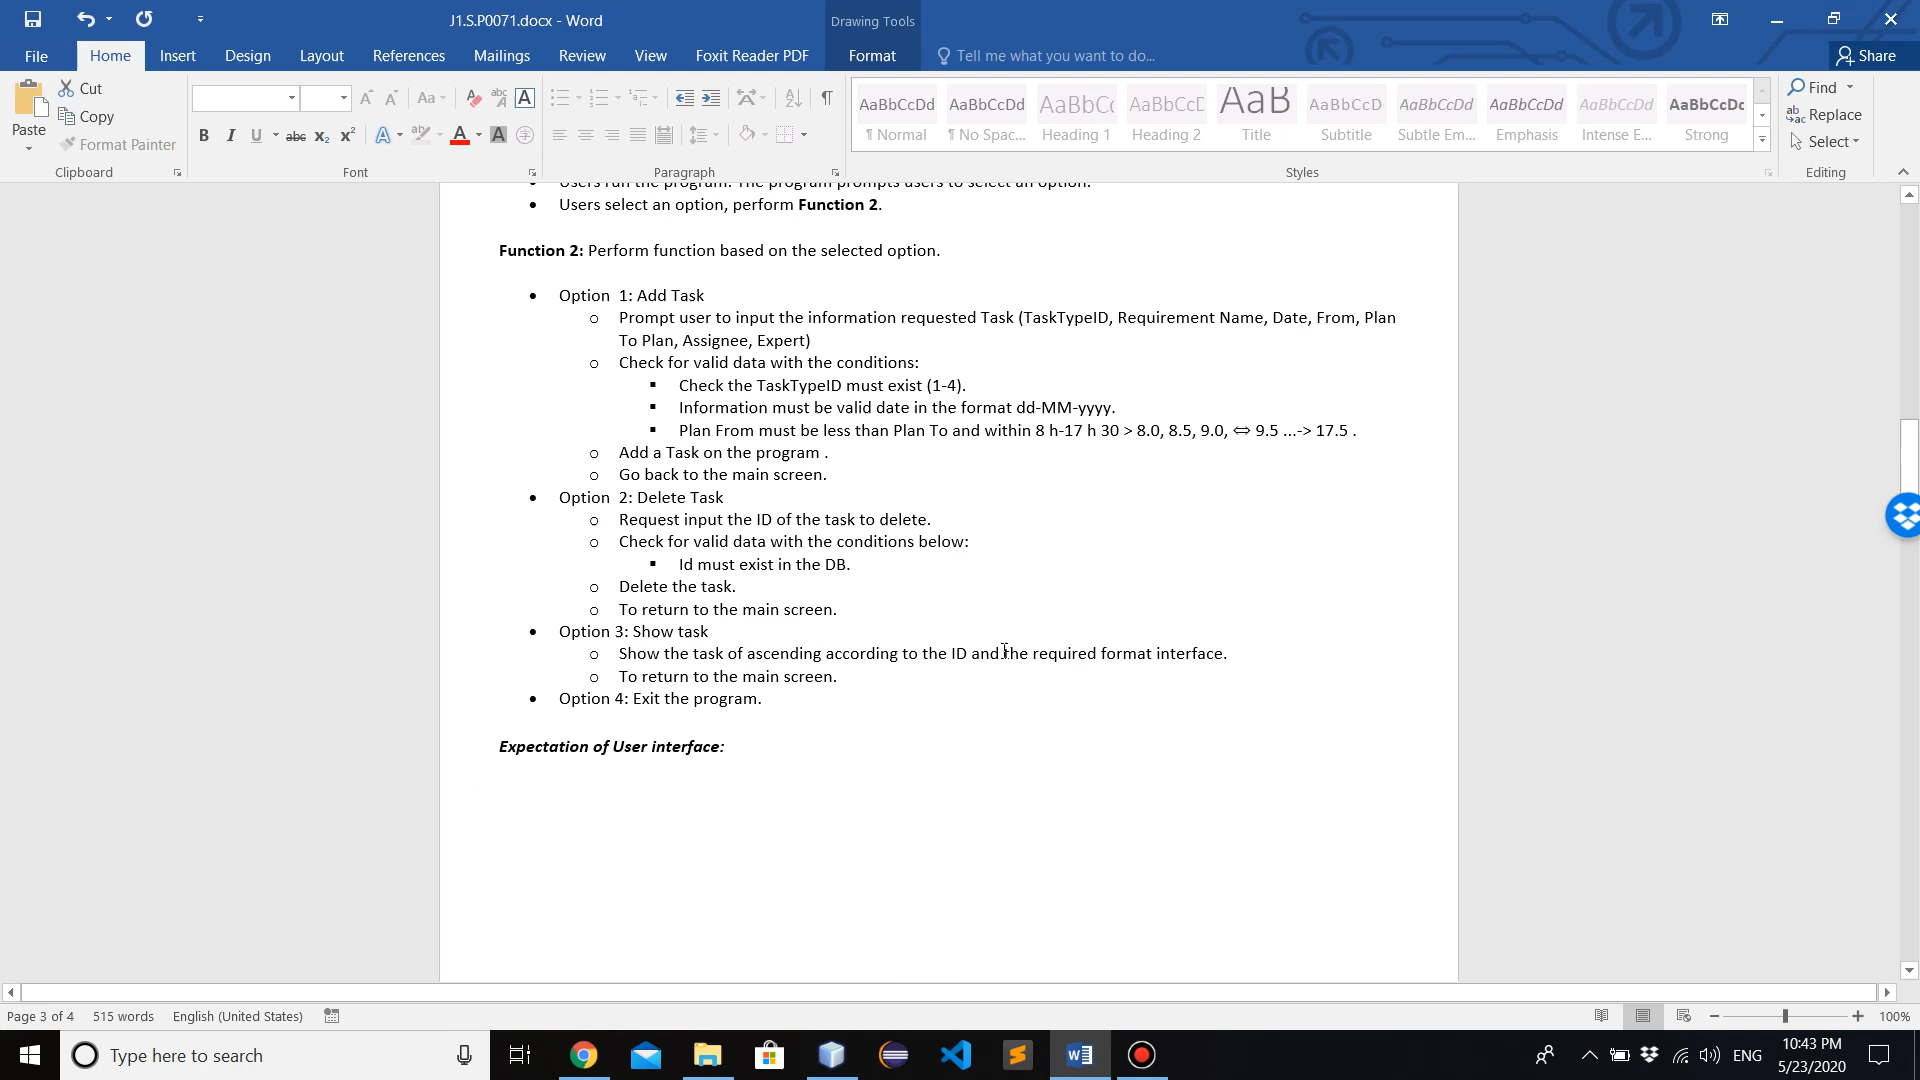 J1.S.P0071.docx - Word
Drawing Tools
File Home Insert Design Layout References Mailings Review View Foxit Reader PDF Format Tell me what you want to do... Share
Paste
Cut
Copy
Format Painter
Clipboard
Font
Paragraph
AaBbCcDd AaBbCcDd AaBbCc AaBbCcE AaB AaBbCcD AaBbCcDd AaBbCcDd AaBbCcDd AaBbCcDc
¶ Normal ¶ No Spac... Heading 1 Heading 2 Title Subtitle Subtle Em... Emphasis Intense E... Strong
Styles
Find
Replace
Select
Editing
• Users run the program. The program prompts users to select an option.
• Users select an option, perform Function 2.
Function 2: Perform function based on the selected option.
• Option 1: Add Task
o Prompt user to input the information requested Task (TaskTypeID, Requirement Name, Date, From, Plan
To Plan, Assignee, Expert)
o Check for valid data with the conditions:
▪ Check the TaskTypeID must exist (1-4).
▪ Information must be valid date in the format dd-MM-yyyy.
▪ Plan From must be less than Plan To and within 8 h-17 h 30 > 8.0, 8.5, 9.0, ⇔ 9.5 ...-> 17.5 .
o Add a Task on the program .
o Go back to the main screen.
• Option 2: Delete Task
o Request input the ID of the task to delete.
o Check for valid data with the conditions below:
▪ Id must exist in the DB.
o Delete the task.
o To return to the main screen.
• Option 3: Show task
o Show the task of ascending according to the ID and the required format interface.
o To return to the main screen.
• Option 4: Exit the program.
Expectation of User interface:
Page 3 of 4 515 words English (United States) 100%
Type here to search
ENG
10:43 PM
5/23/2020